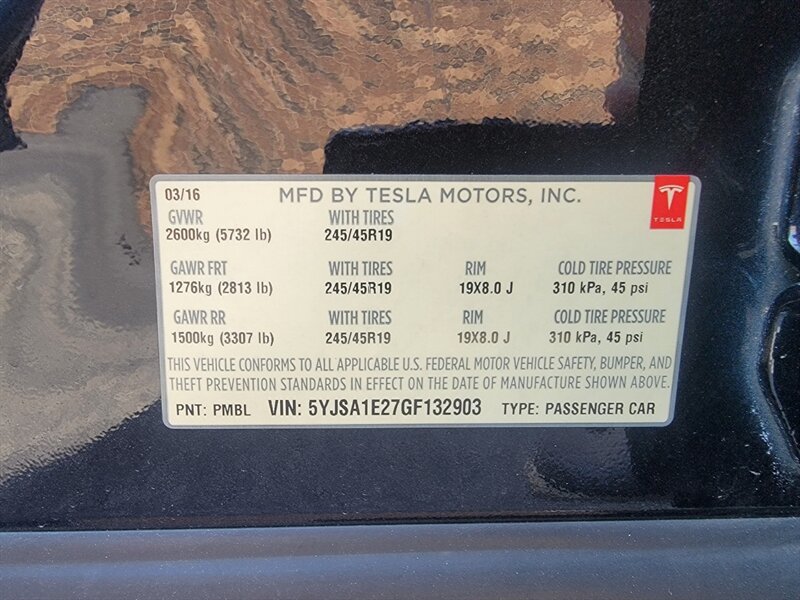 03/16 MFD BY TESLA MOTORS, INC.
TESLA
GVWR WITH TIRES
2600kg (5732 lb) 245/45R19
GAWR FRT WITH TIRES RIM COLD TIRE PRESSURE
1276kg (2813 lb) 245/45R19 19X8.0 J 310 kPa, 45 psi
GAWR RR WITH TIRES RIM COLD TIRE PRESSURE
1500kg (3307 lb) 245/45R19 19X8.0 J 310 kPa, 45 psi
THIS VEHICLE CONFORMS TO ALL APPLICABLE U.S. FEDERAL MOTOR VEHICLE SAFETY, BUMPER, AND
THEFT PREVENTION STANDARDS IN EFFECT ON THE DATE OF MANUFACTURE SHOWN ABOVE.
PNT: PMBL VIN: 5YJSA1E27GF132903 TYPE: PASSENGER CAR